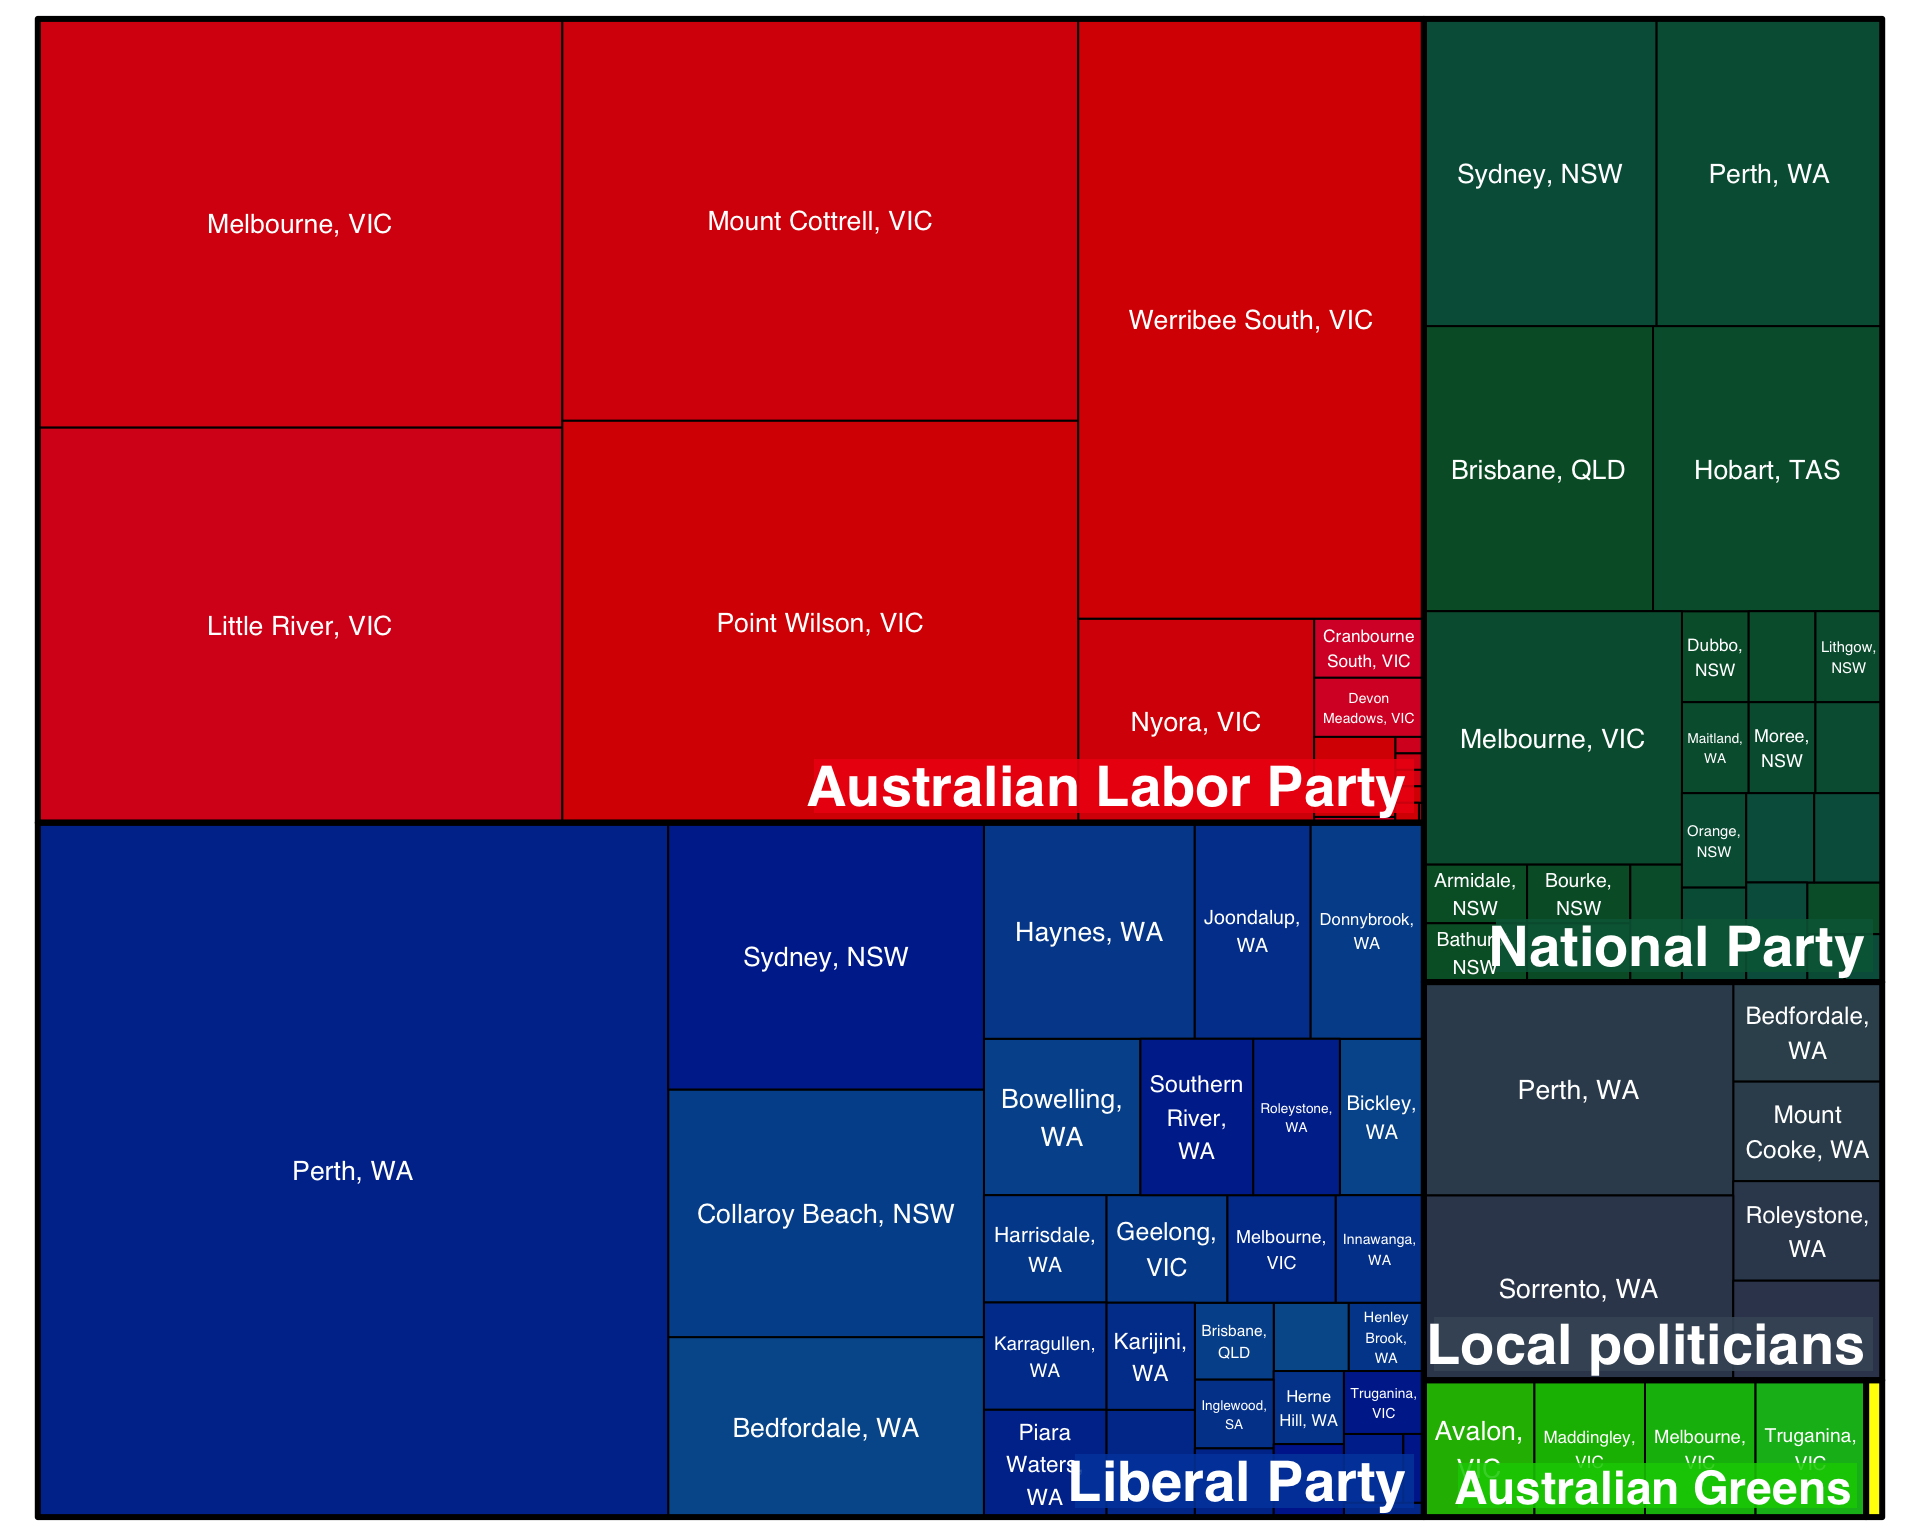 Melbourne, VIC
Mount Cottrell, VIC
Werribee South, VIC
Little River, VIC
Point Wilson, VIC
Nyora, VIC
Cranbourne
South, VIC
Devon
Meadows, VIC
Australian Labor Party
Sydney, NSW
Perth, WA
Brisbane, QLD
Hobart, TAS
Melbourne, VIC
Dubbo,
NSW
Lithgow,
NSW
Maitland,
WA
Moree,
NSW
Orange,
NSW
Armidale,
NSW
Bourke,
NSW
NSW
National Party
Perth, WA
Sydney, NSW
Collaroy Beach, NSW
Bedfordale, WA
Haynes, WA
Joondalup,
WA
Donnybrook,
WA
Bowelling,
WA
Southern
River,
WA
Roleystone,
WA
Bickley,
WA
Harrisdale,
WA
Geelong,
VIC
Melbourne,
VIC
Innawanga,
WA
Karragullen,
WA
Karijini,
WA
Brisbane,
QLD
Henley
Brook,
WA
Inglewood,
SA
Herne
Hill, WA
Truganina,
VIC
Piara
Waters,
WA
Liberal Party
Perth, WA
Bedfordale,
WA
Mount
Cooke, WA
Roleystone,
WA
Sorrento, WA
Local politicians
Avalon,
VIC
Maddingley,
VIC
Melbourne,
VIC
Truganina,
VIC
Australian Greens